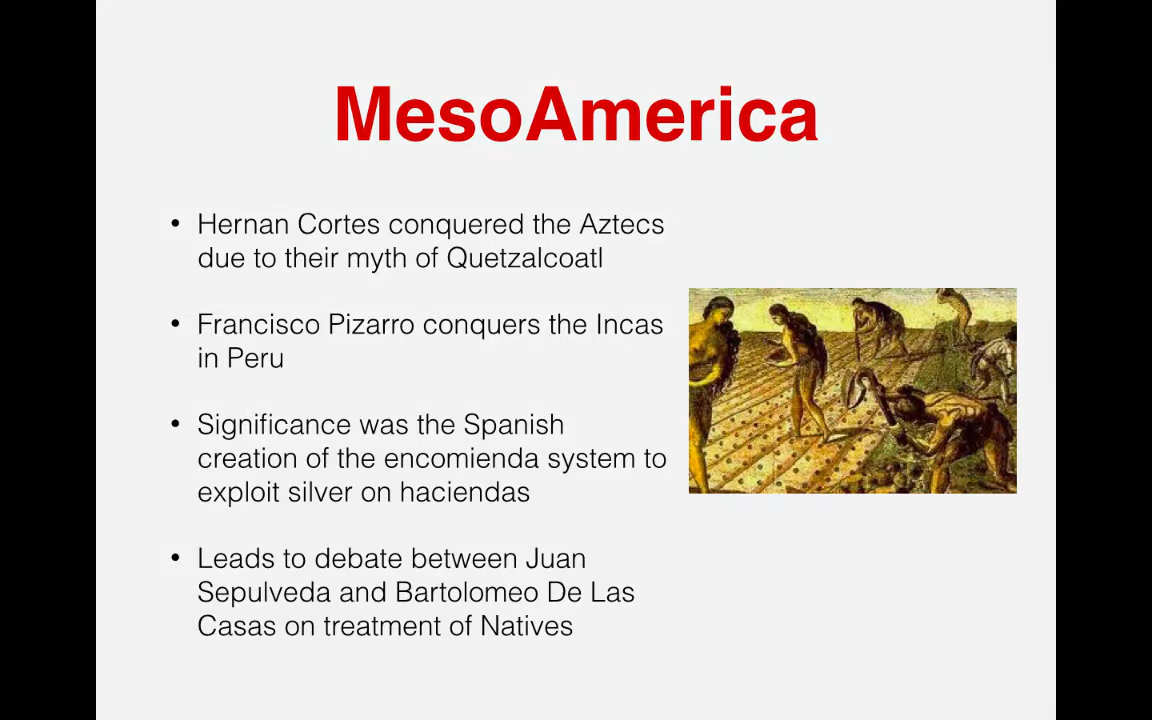 MesoAmerica
• Hernan Cortes conquered the Aztecs
due to their myth of Quetzalcoatl
• Francisco Pizarro conquers the Incas
in Peru
• Significance was the Spanish
creation of the encomienda system to
exploit silver on haciendas
• Leads to debate between Juan
Sepulveda and Bartolomeo De Las
Casas on treatment of Natives